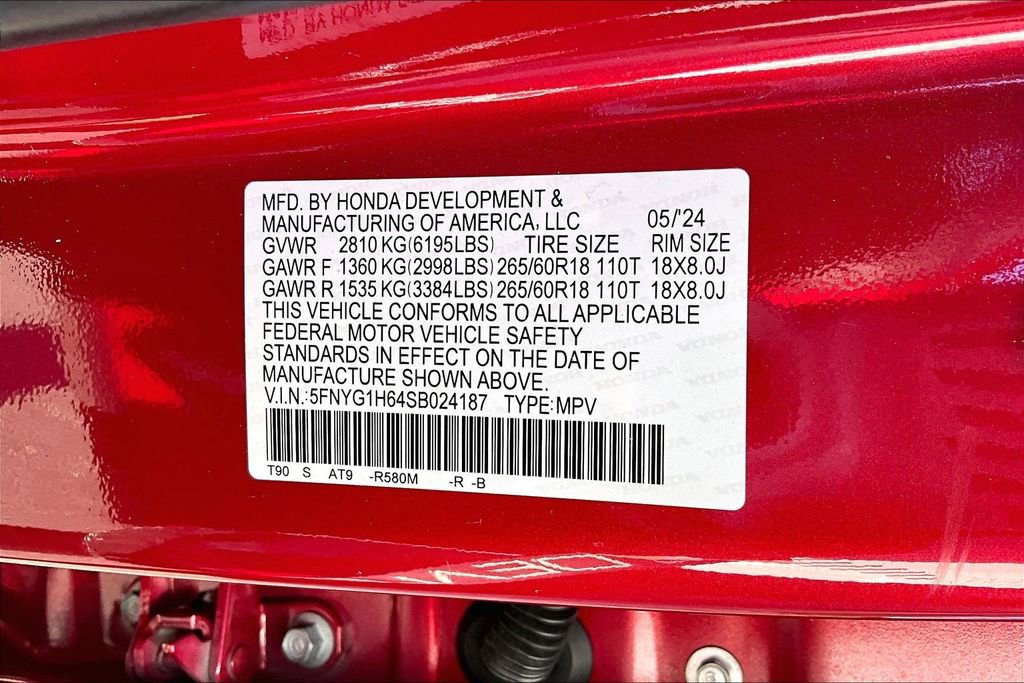 MFD. BY HONDA DEVELOPMENT &
MANUFACTURING OF AMERICA, LLC 05/'24
GVWR 2810 KG(6195LBS) TIRE SIZE RIM SIZE
GAWR F 1360 KG(2998LBS) 265/60R18 110T 18X8.0J
GAWR R 1535 KG(3384LBS) 265/60R18 110T 18X8.0J
THIS VEHICLE CONFORMS TO ALL APPLICABLE
FEDERAL MOTOR VEHICLE SAFETY
STANDARDS IN EFFECT ON THE DATE OF
MANUFACTURE SHOWN ABOVE.
V.I.N.:5FNYG1H64SB024187 TYPE:MPV
T90 S AT9 -R580M -R -B